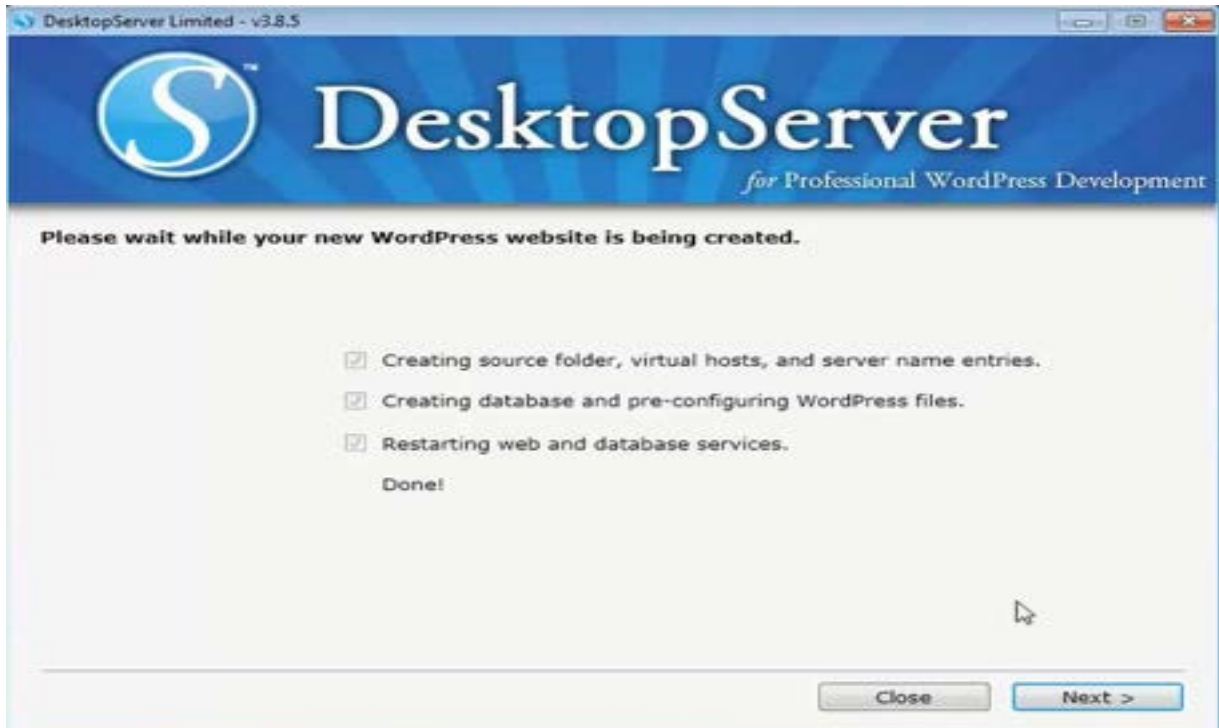 DesktopServer Limited - v3.8.5
S™
DesktopServer
for Professional WordPress Development
Please wait while your new WordPress website is being created.
Creating source folder, virtual hosts, and server name entries.
Creating database and pre-configuring WordPress files.
Restarting web and database services.
Done!
Close
Next >